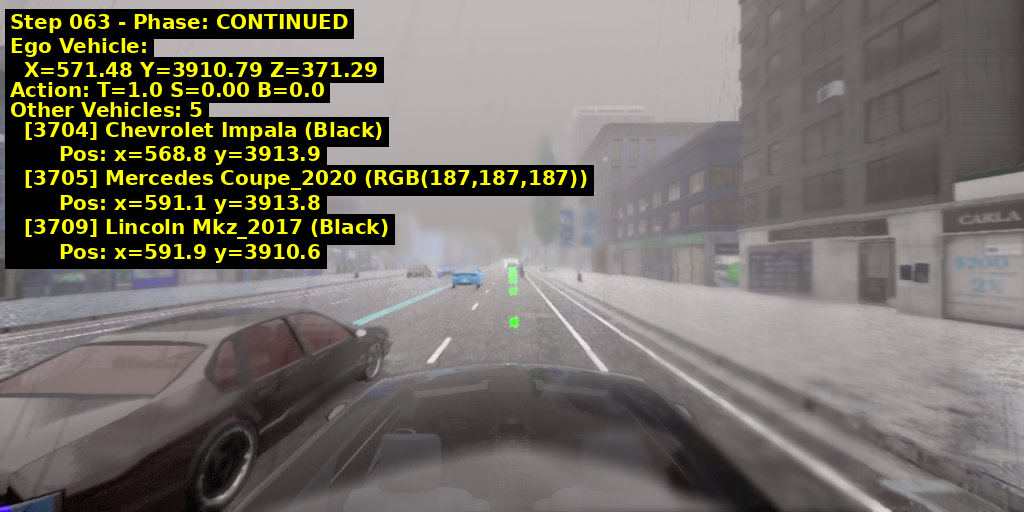 Step 063 - Phase: CONTINUED
Ego Vehicle:
X=571.48 Y=3910.79 Z=371.29
Action: T=1.0 S=0.00 B=0.0
Other Vehicles: 5
[3704] Chevrolet Impala (Black)
Pos: x=568.8 y=3913.9
[3705] Mercedes Coupe_2020 (RGB(187,187,187))
Pos: x=591.1 y=3913.8
[3709] Lincoln Mkz_2017 (Black)
Pos: x=591.9 y=3910.6
CARLA
$200
2%